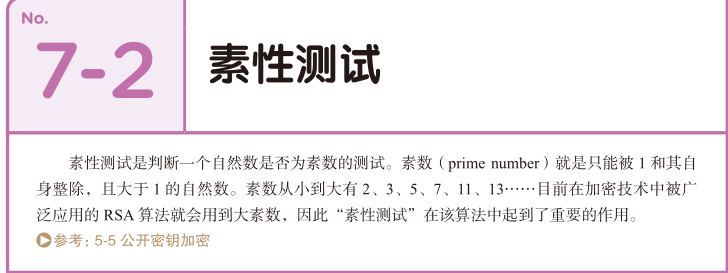 No.
7-2
素性测试
素性测试是判断一个自然数是否为素数的测试。素数（prime number）就是只能被 1 和其自
身整除，且大于 1 的自然数。素数从小到大有 2、3、5、7、11、13……目前在加密技术中被广
泛应用的 RSA 算法就会用到大素数，因此“素性测试”在该算法中起到了重要的作用。
参考：5-5 公开密钥加密